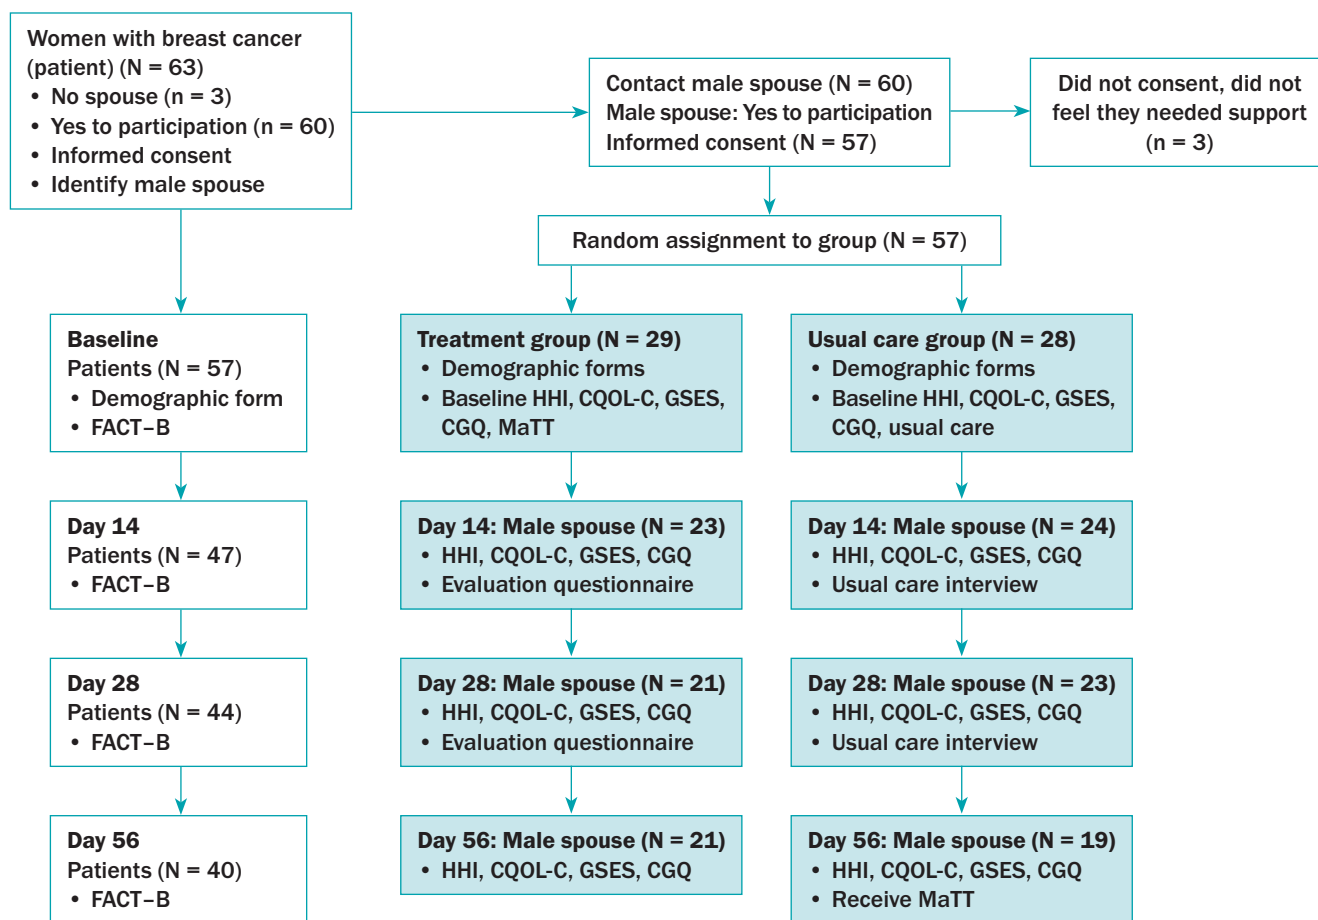 Women with breast cancer
(patient) (N = 63)
• No spouse (n = 3)
• Yes to participation (n = 60)
• Informed consent
• Identify male spouse
Contact male spouse (N = 60)
Male spouse: Yes to participation
Informed consent (N = 57)
Did not consent, did not
feel they needed support
(n = 3)
Random assignment to group (N = 57)
Baseline
Patients (N = 57)
• Demographic form
• FACT–B
Treatment group (N = 29)
• Demographic forms
• Baseline HHI, CQOL-C, GSES,
CGQ, MaTT
Usual care group (N = 28)
• Demographic forms
• Baseline HHI, CQOL-C, GSES,
CGQ, usual care
Day 14
Patients (N = 47)
• FACT–B
Day 14: Male spouse (N = 23)
• HHI, CQOL-C, GSES, CGQ
• Evaluation questionnaire
Day 14: Male spouse (N = 24)
• HHI, CQOL-C, GSES, CGQ
• Usual care interview
Day 28
Patients (N = 44)
• FACT–B
Day 28: Male spouse (N = 21)
• HHI, CQOL-C, GSES, CGQ
• Evaluation questionnaire
Day 28: Male spouse (N = 23)
• HHI, CQOL-C, GSES, CGQ
• Usual care interview
Day 56
Patients (N = 40)
• FACT–B
Day 56: Male spouse (N = 21)
• HHI, CQOL-C, GSES, CGQ
Day 56: Male spouse (N = 19)
• HHI, CQOL-C, GSES, CGQ
• Receive MaTT